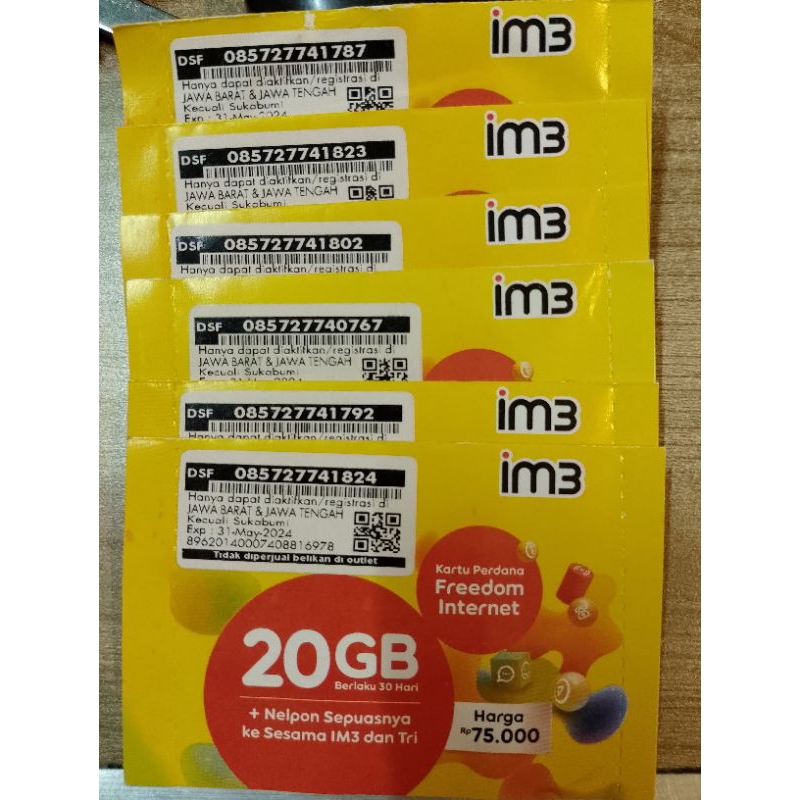 im3
DSF 085727741787
Hanya dapat diaktifkan/registrasi di
JAWA BARAT & JAWA TENGAH
Kecuali Sukabumi
Exp : 31-May-2024
im3
DSF 085727741823
Hanya dapat diaktifkan/registrasi di
JAWA BARAT & JAWA TENGAH
Kecuali Sukabumi
im3
DSF 085727741802
Hanya dapat diaktifkan/registrasi di
im3
DSF 085727740767
Hanya dapat diaktifkan/registrasi di
JAWA BARAT & JAWA TENGAH
Kecuali Sukabumi
im3
DSF 085727741792
Hanya dapat diaktifkan/registrasi di
im3
DSF 085727741824
Hanya dapat diaktifkan/registrasi di
JAWA BARAT & JAWA TENGAH
Kecuali Sukabumi
Exp : 31-May-2024
89620140007408816978
Tidak diperjual belikan di outlet
Kartu Perdana
Freedom
Internet
20GB
Berlaku 30 Hari
+ Nelpon Sepuasnya
ke Sesama IM3 dan Tri
Harga
Rp75.000